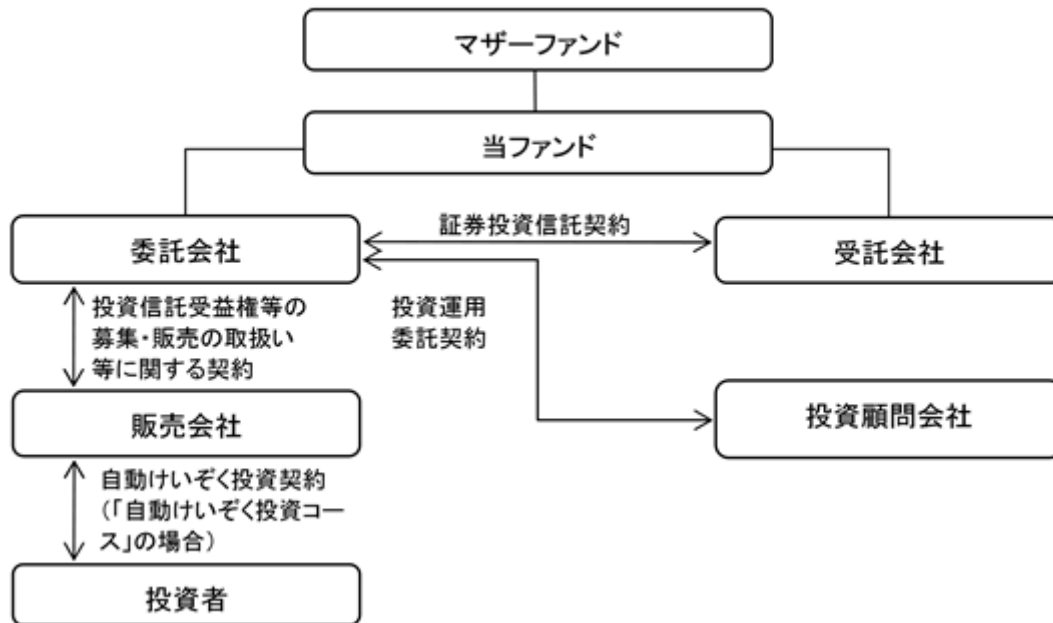 マザーファンド
当ファンド
証券投資信託契約
委託会社
受託会社
投資信託受益権等の
募集・販売の取扱い
等に関する契約
投資運用
委託契約
販売会社
投資顧問会社
自動けいぞく投資契約
（「自動けいぞく投資コー
ス」の場合）
投資者